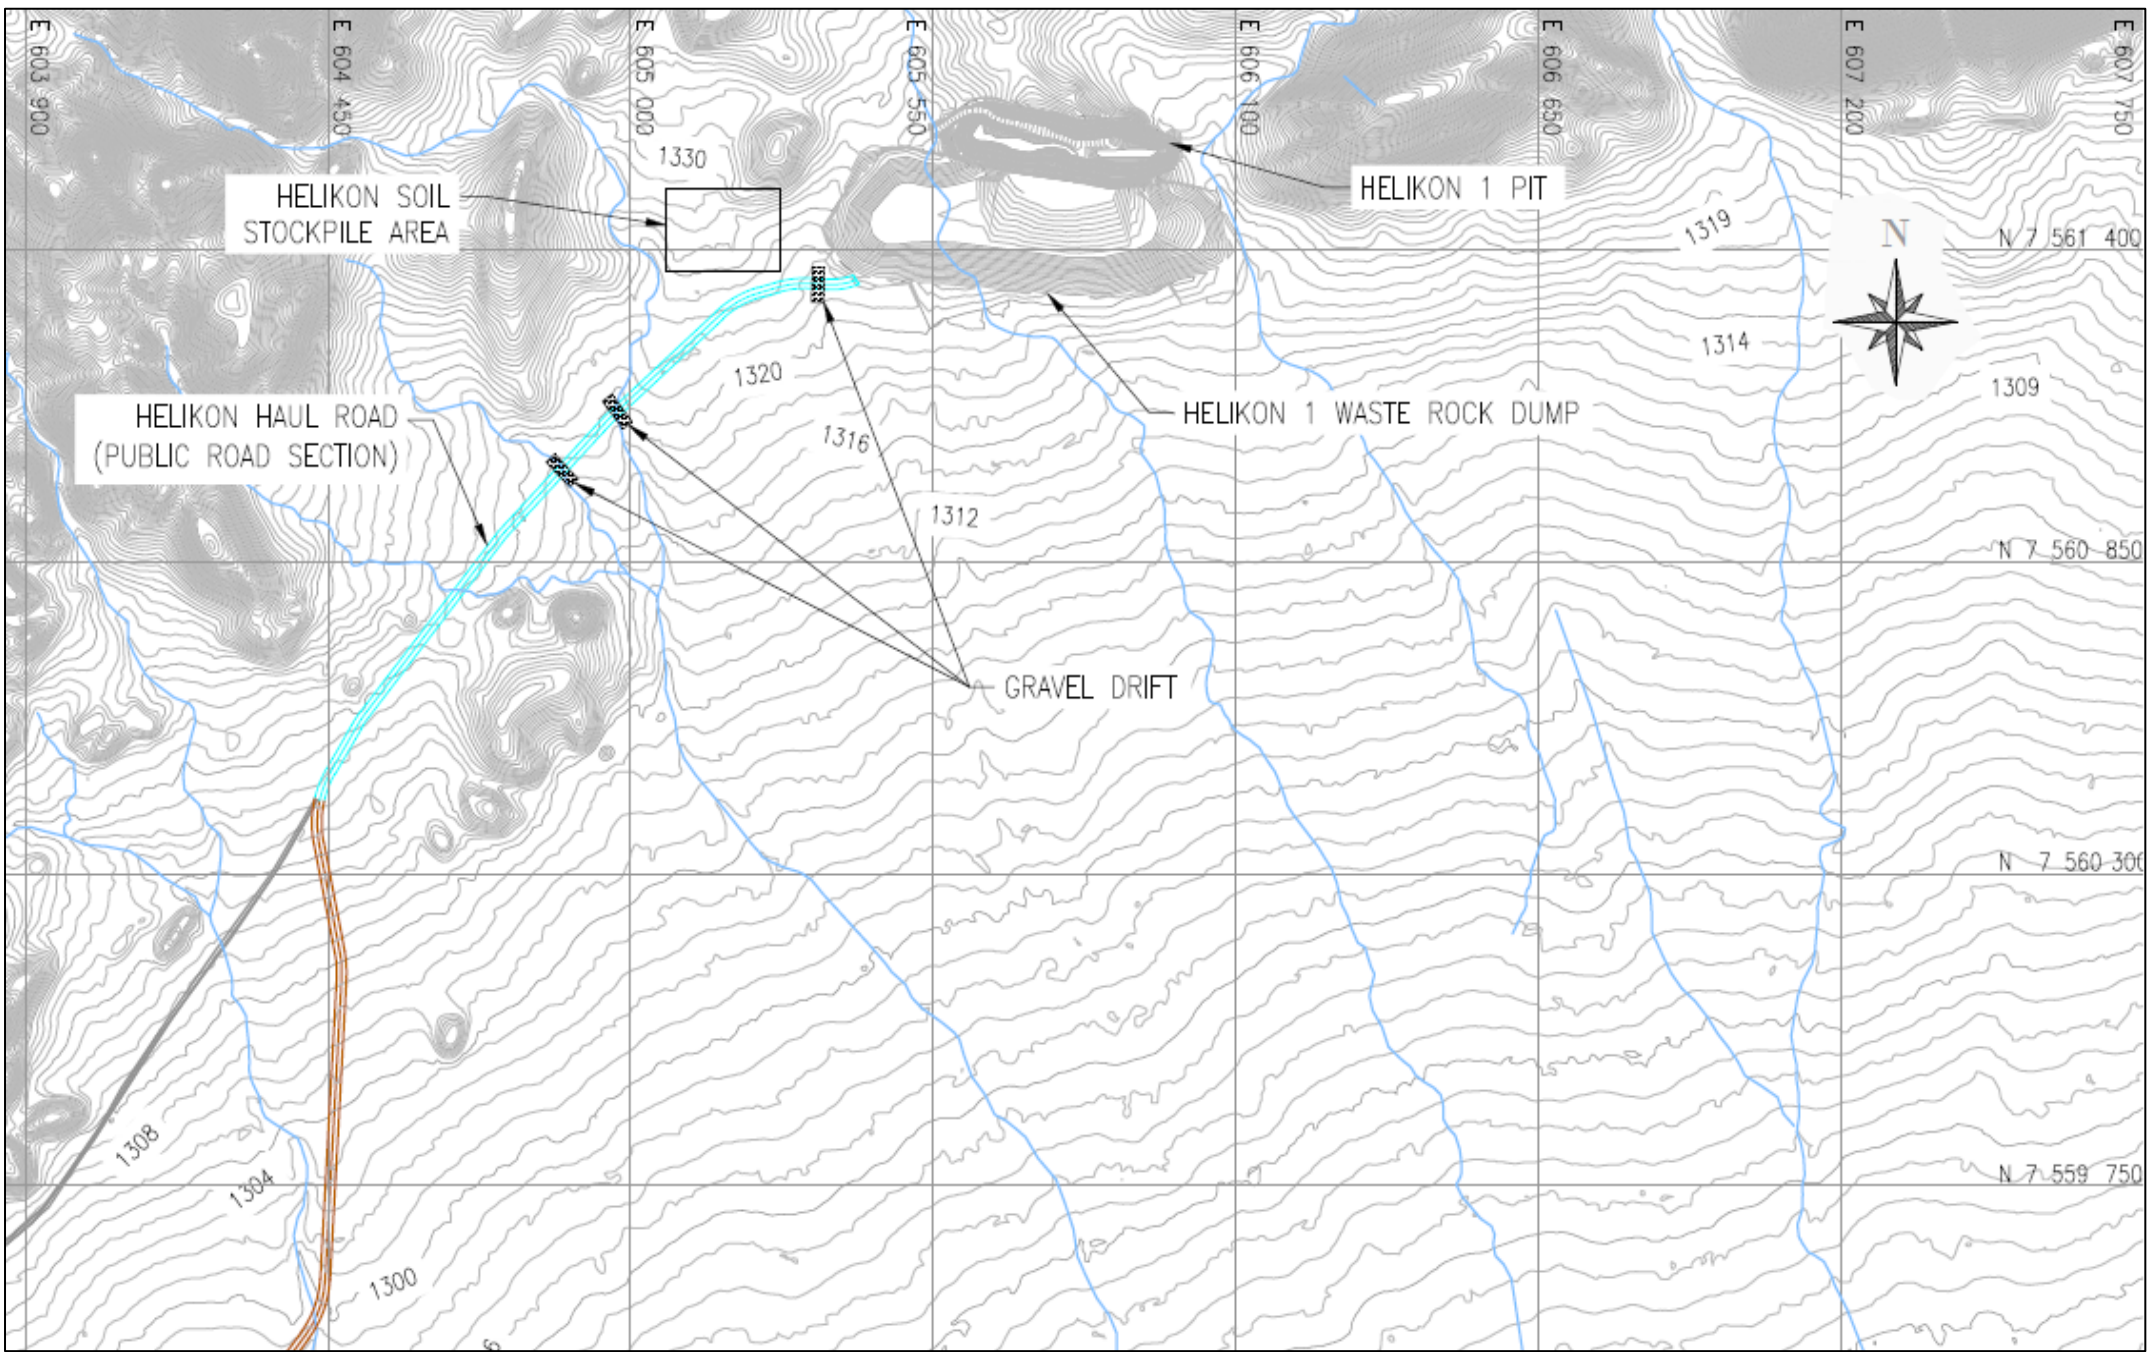 E 603 900
E 604 450
E 605 000
E 605 550
E 606 100
E 606 650
E 607 200
E 607 750
1330
HELIKON SOIL
STOCKPILE AREA
HELIKON 1 PIT
1319
N
N 7 561 400
1314
1320
1309
HELIKON HAUL ROAD
(PUBLIC ROAD SECTION)
HELIKON 1 WASTE ROCK DUMP
1316
1312
N 7 560 850
GRAVEL DRIFT
N 7 560 300
1308
1304
N 7 559 750
1300